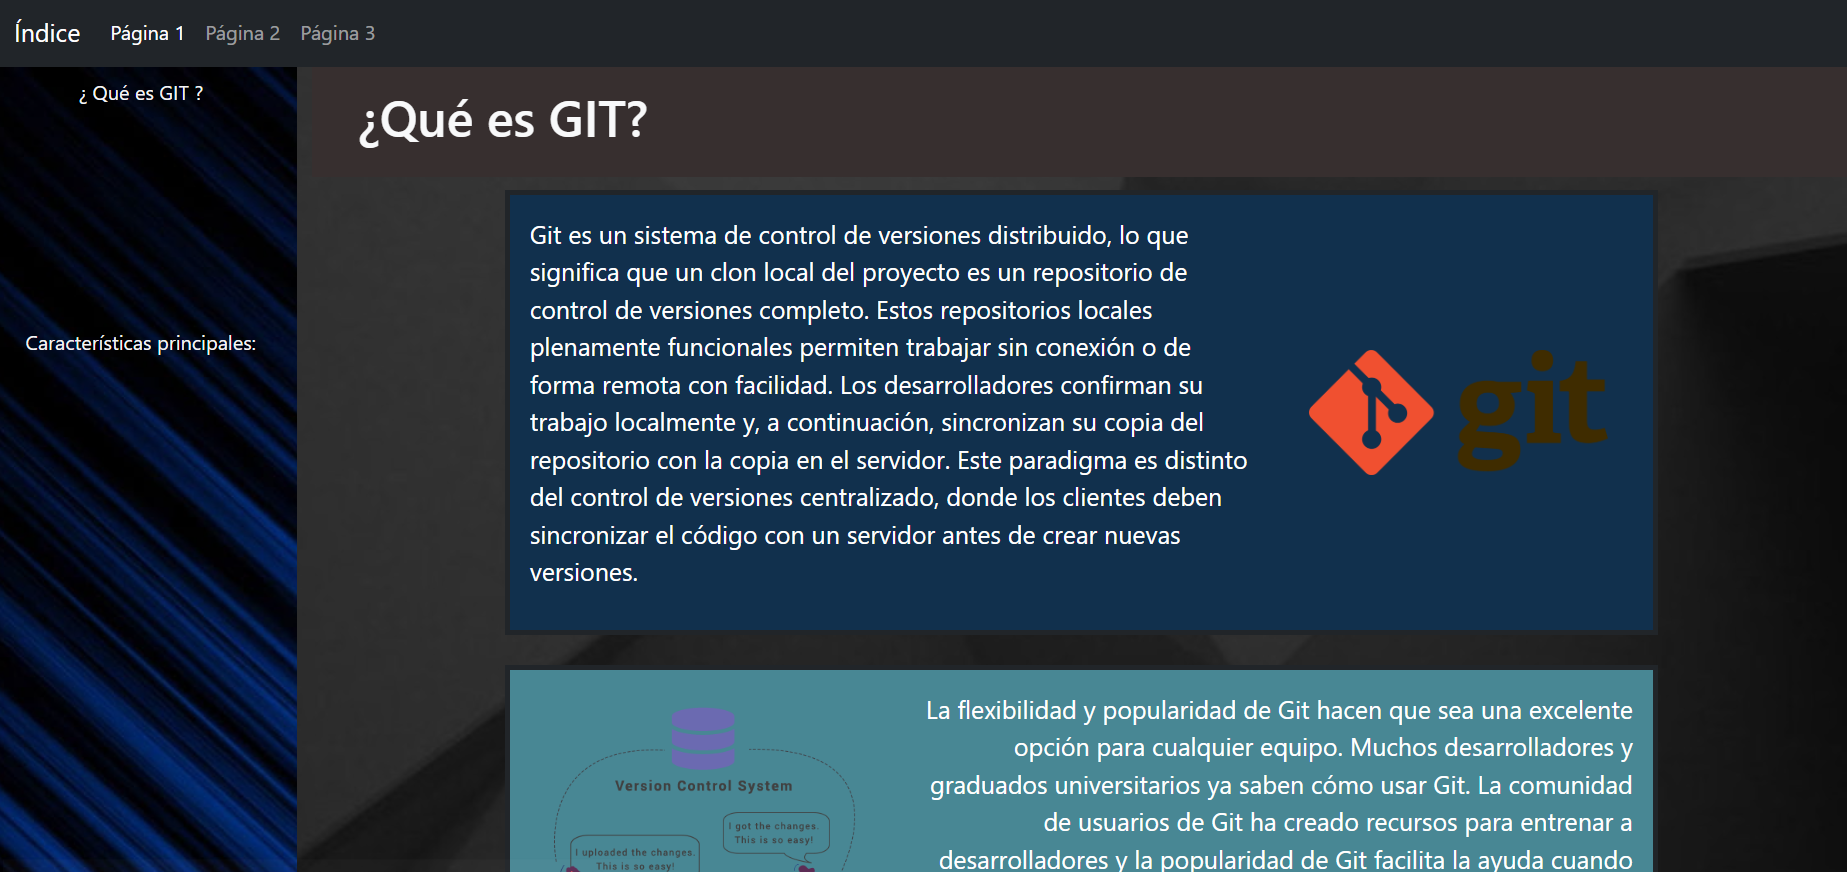 Índice Página 1 Página 2 Página 3
¿ Qué es GIT ?
Características principales:
¿Qué es GIT?
Git es un sistema de control de versiones distribuido, lo que
significa que un clon local del proyecto es un repositorio de
control de versiones completo. Estos repositorios locales
plenamente funcionales permiten trabajar sin conexión o de
forma remota con facilidad. Los desarrolladores confirman su
trabajo localmente y, a continuación, sincronizan su copia del
repositorio con la copia en el servidor. Este paradigma es distinto
del control de versiones centralizado, donde los clientes deben
sincronizar el código con un servidor antes de crear nuevas
versiones.
git
Version Control System
I got the changes.
This is so easy!
I uploaded the changes.
This is so easy!
La flexibilidad y popularidad de Git hacen que sea una excelente
opción para cualquier equipo. Muchos desarrolladores y
graduados universitarios ya saben cómo usar Git. La comunidad
de usuarios de Git ha creado recursos para entrenar a
desarrolladores y la popularidad de Git facilita la ayuda cuando